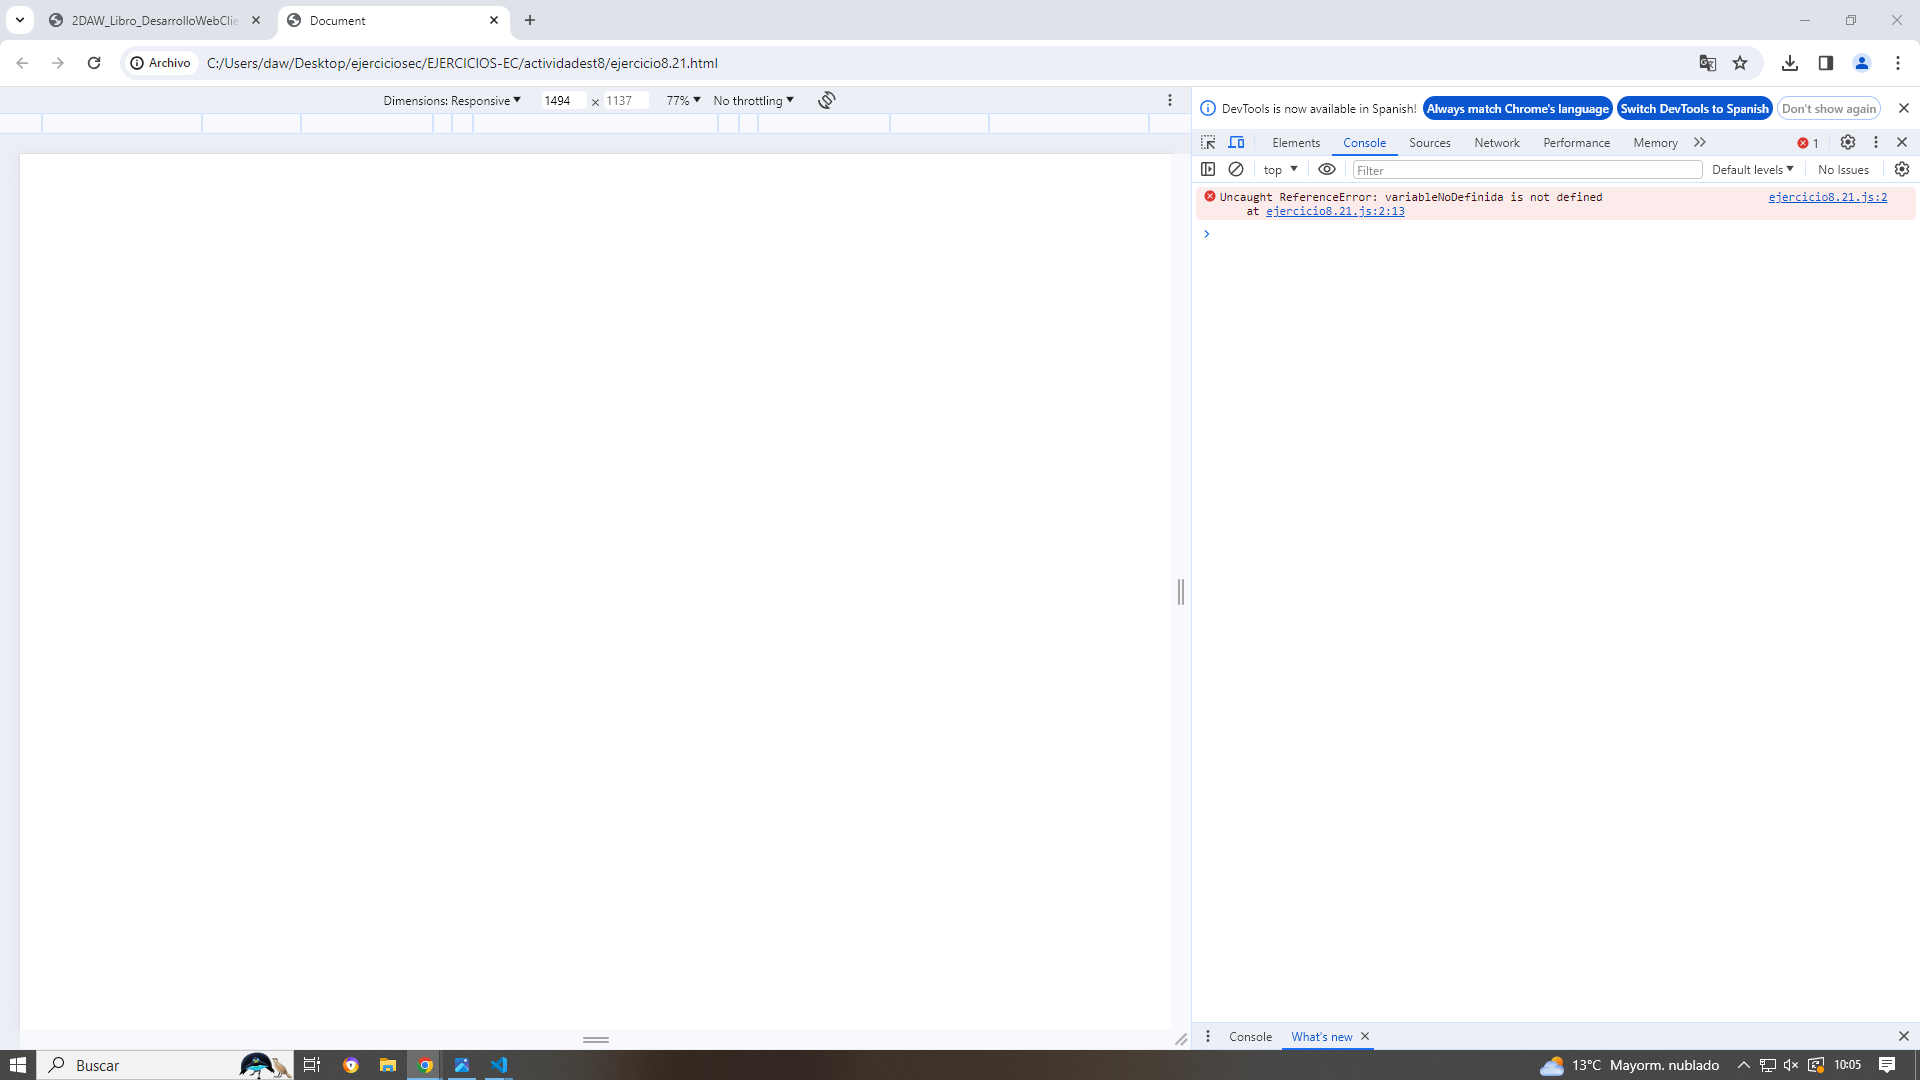 2DAW_Libro_DesarrolloWebClie
Document
Archivo
C:/Users/daw/Desktop/ejerciciosec/EJERCICIOS-EC/actividadest8/ejercicio8.21.html
Dimensions: Responsive 1494 × 1137 77% No throttling
DevTools is now available in Spanish! Always match Chrome's language Switch DevTools to Spanish Don't show again
Elements Console Sources Network Performance Memory 1
top Filter Default levels No Issues
Uncaught ReferenceError: variableNoDefinida is not defined ejercicio8.21.js:2
at ejercicio8.21.js:2:13
Console What's new
Buscar 13°C Mayorm. nublado 10:05